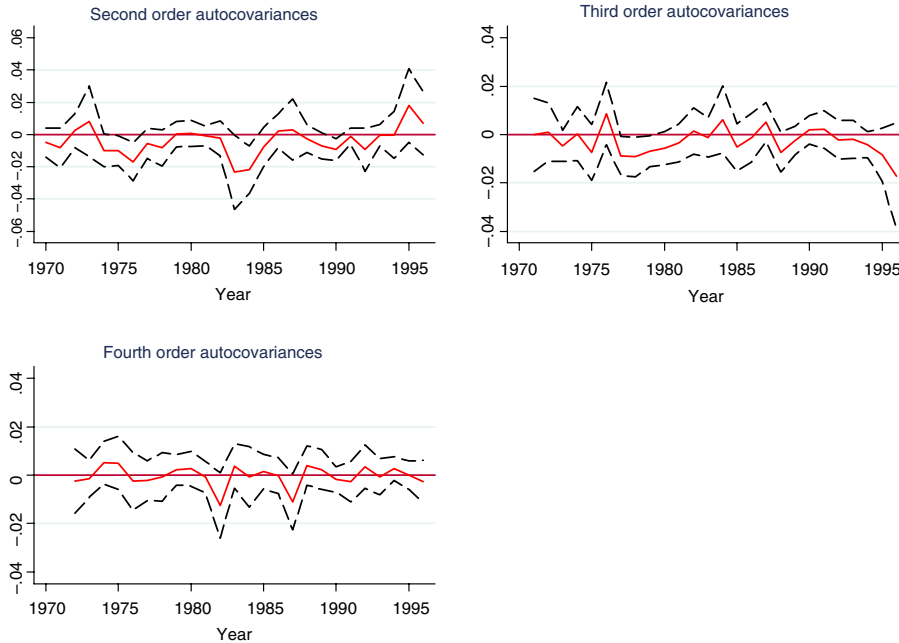 Second order autocovariances
.06
.04
.02
0
-.02
-.04
-.06
1970 1975 1980 1985 1990 1995
Year
Third order autocovariances
.04
.02
0
-.02
-.04
1970 1975 1980 1985 1990 1995
Year
Fourth order autocovariances
.04
.02
0
-.02
-.04
1970 1975 1980 1985 1990 1995
Year